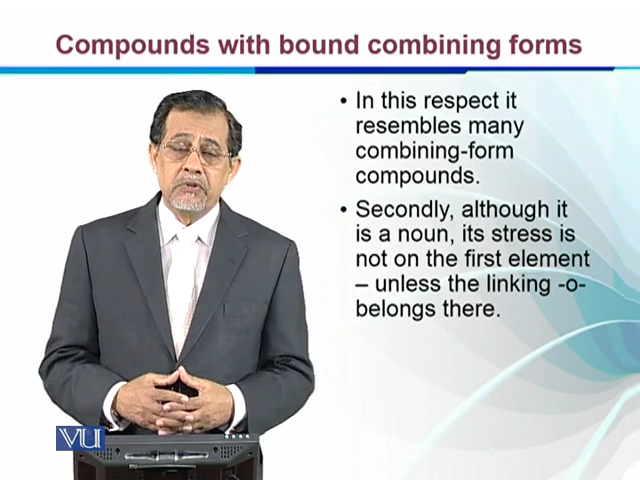 Compounds with bound combining forms
• In this respect it
resembles many
combining-form
compounds.
• Secondly, although it
is a noun, its stress is
not on the first element
– unless the linking -o-
belongs there.
VU